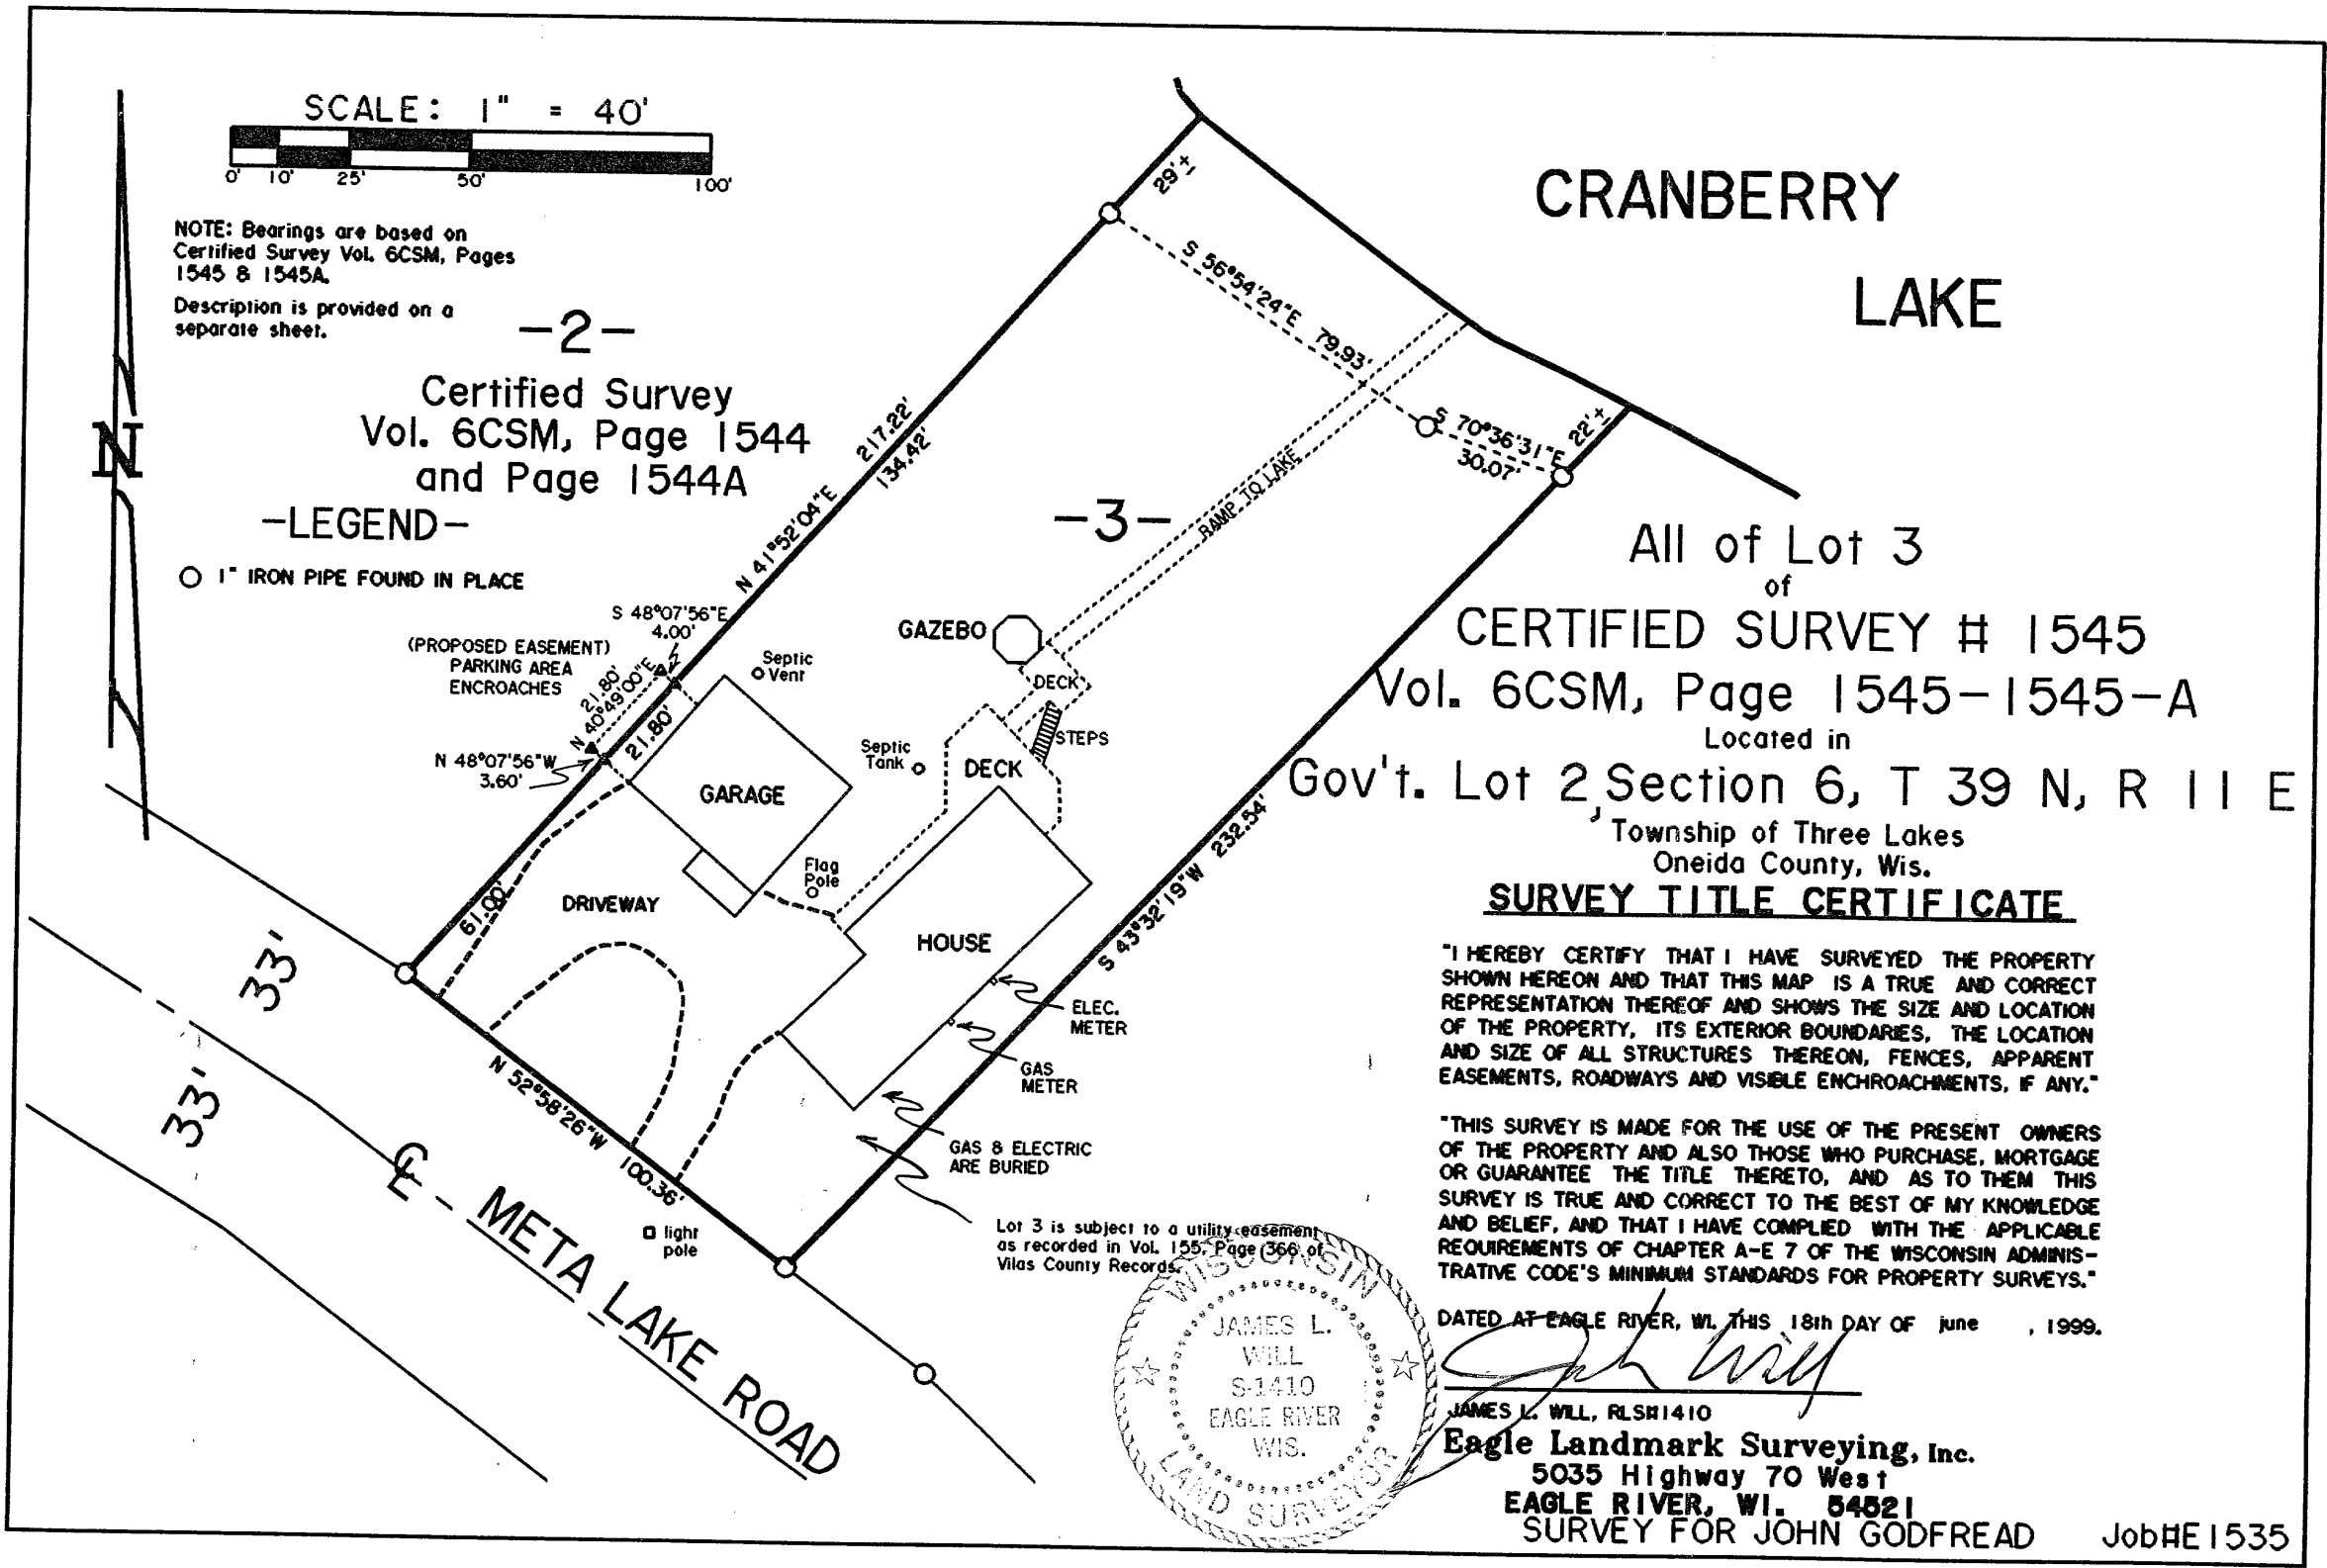 SCALE: 1" = 40'
0' 10' 25' 50' 100'
NOTE: Bearings are based on
Certified Survey Vol. 6CSM, Pages
1545 & 1545A.
Description is provided on a
separate sheet.
-2-
Certified Survey
Vol. 6CSM, Page 1544
and Page 1544A
N
-LEGEND-
1" IRON PIPE FOUND IN PLACE
(PROPOSED EASEMENT)
PARKING AREA
ENCROACHES
S 48°07'56"E
4.00'
21.80'
N 40°49'00"E
21.80'
N 48°07'56"W
3.60'
N 41°52'04"E
217.22'
134.42'
61.00'
29'±
S 56°54'24"E 79.93'
S 70°36'31"E
30.07'
22'±
CRANBERRY
LAKE
-3-
RAMP TO LAKE
GAZEBO
DECK
STEPS
Septic
Vent
Septic
Tank
DECK
GARAGE
Flag
Pole
DRIVEWAY
HOUSE
S 43°32'19"W 232.54'
ELEC.
METER
GAS
METER
GAS & ELECTRIC
ARE BURIED
33'
33'
N 52°58'26"W 100.36'
light
pole
℄ META LAKE ROAD
Lot 3 is subject to a utility easement
as recorded in Vol. 155, Page 366 of
Vilas County Records.
All of Lot 3
of
CERTIFIED SURVEY # 1545
Vol. 6CSM, Page 1545-1545-A
Located in
Gov't. Lot 2, Section 6, T 39 N, R 11 E
Township of Three Lakes
Oneida County, Wis.
SURVEY TITLE CERTIFICATE
"I HEREBY CERTIFY THAT I HAVE SURVEYED THE PROPERTY
SHOWN HEREON AND THAT THIS MAP IS A TRUE AND CORRECT
REPRESENTATION THEREOF AND SHOWS THE SIZE AND LOCATION
OF THE PROPERTY, ITS EXTERIOR BOUNDARIES, THE LOCATION
AND SIZE OF ALL STRUCTURES THEREON, FENCES, APPARENT
EASEMENTS, ROADWAYS AND VISIBLE ENCHROACHMENTS, IF ANY."
"THIS SURVEY IS MADE FOR THE USE OF THE PRESENT OWNERS
OF THE PROPERTY AND ALSO THOSE WHO PURCHASE, MORTGAGE
OR GUARANTEE THE TITLE THERETO, AND AS TO THEM THIS
SURVEY IS TRUE AND CORRECT TO THE BEST OF MY KNOWLEDGE
AND BELIEF, AND THAT I HAVE COMPLIED WITH THE APPLICABLE
REQUIREMENTS OF CHAPTER A-E 7 OF THE WISCONSIN ADMINIS-
TRATIVE CODE'S MINIMUM STANDARDS FOR PROPERTY SURVEYS."
DATED AT EAGLE RIVER, WI. THIS 18th DAY OF june , 1999.
WISCONSIN
JAMES L.
WILL
S-1410
EAGLE RIVER
WIS.
LAND SURVEYOR
JAMES L. WILL, RLS#1410
Eagle Landmark Surveying, Inc.
5035 Highway 70 West
EAGLE RIVER, WI. 54521
SURVEY FOR JOHN GODFREAD Job#E1535